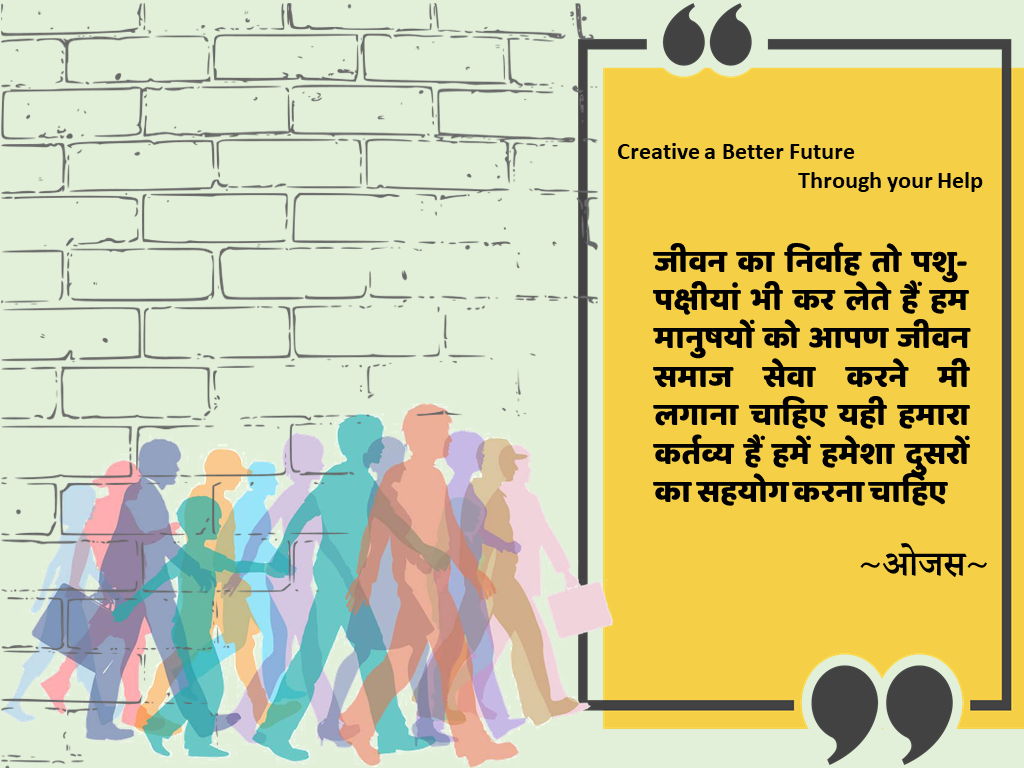 Creative a Better Future
Through your Help
जीवन का निर्वाह तो पशु-
पक्षीयां भी कर लेते हैं हम
मानुषयों को आपण जीवन
समाज सेवा करने मी
लगाना चाहिए यही हमारा
कर्तव्य हैं हमें हमेशा दुसरों
का सहयोग करना चाहिए
~ओजस~